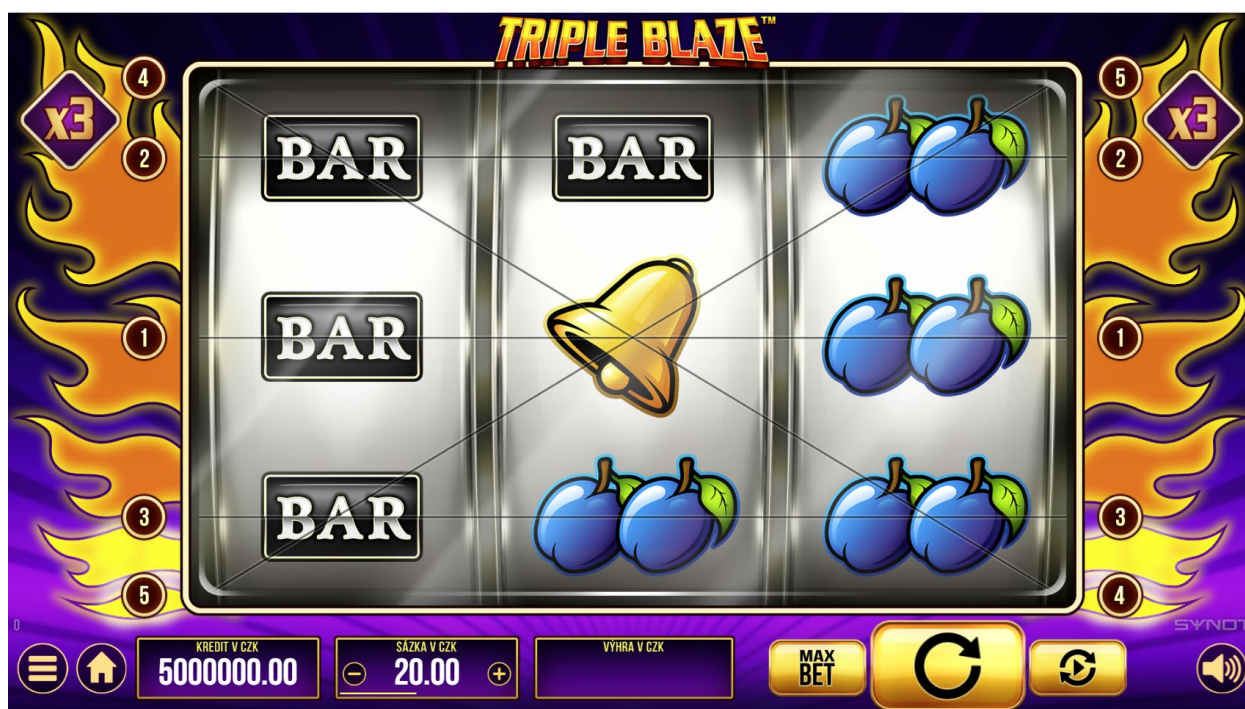 TRIPLE BLAZE™
4 5
x3 x3
2 BAR BAR 2
1 BAR 1
3 BAR 3
5 4
0 SYNOT
KREDIT V CZK SÁZKA V CZK VÝHRA V CZK
5000000.00 − 20.00 + MAX BET